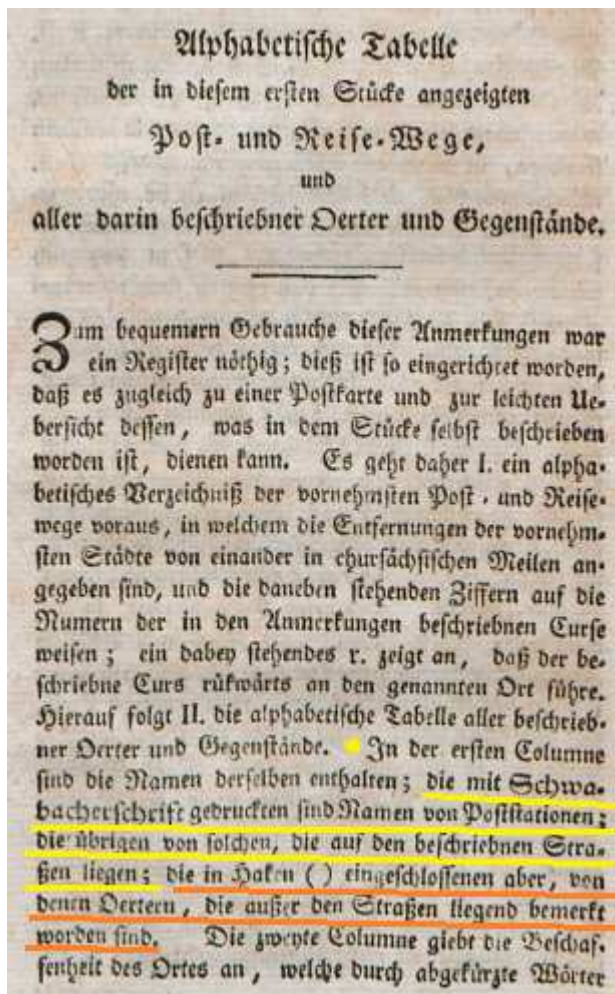 Alphabetische Tabelle
der in diesem ersten Stücke angezeigten
Post- und Reise-Wege,
und
aller darin beschriebner Oerter und Gegenstände.
Zum bequemern Gebrauche dieser Anmerkungen war
ein Register nöthig; dieß ist so eingerichtet worden,
daß es zugleich zu einer Postkarte und zur leichten Ue-
bersicht dessen, was in dem Stücke selbst beschrieben
worden ist, dienen kann. Es geht daher I. ein alpha-
betisches Verzeichniß der vornehmsten Post- und Reise-
wege voraus, in welchem die Entfernungen der vornehm-
sten Städte von einander in chursächsischen Meilen an-
gegeben sind, und die daneben stehenden Ziffern auf die
Numern der in den Anmerkungen beschriebnen Curse
weisen; ein dabey stehendes r. zeigt an, daß der be-
schriebne Curs rükwärts an den genannten Ort führe.
Hierauf folgt II. die alphabetische Tabelle aller beschrieb-
ner Oerter und Gegenstände. In der ersten Columne
sind die Namen derselben enthalten; die mit Schwa-
bacherschrift gedruckten sind Namen von Poststationen;
die übrigen von solchen, die auf den beschriebnen Stra-
ßen liegen; die in Haken ( ) eingeschlossenen aber, von
denen Oertern, die außer den Straßen liegend bemerkt
worden sind. Die zweyte Columne giebt die Beschaf-
fenheit des Ortes an, welche durch abgekürzte Wörter